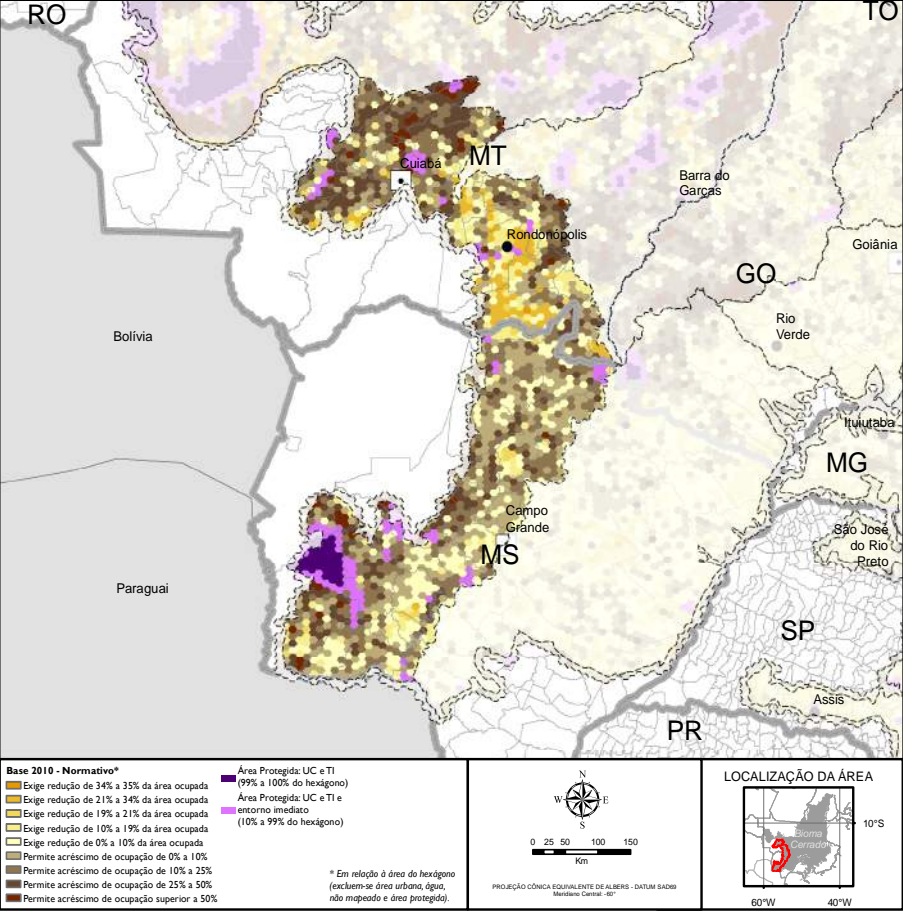 RO
TO
Cuiabá
MT
Barra do
Garças
Rondonópolis
Goiânia
GO
Bolívia
Rio
Verde
Ituiutaba
MG
Campo
Grande
São José
do Rio
Preto
MS
Paraguai
SP
Assis
PR
Base 2010 - Normativo*
Exige redução de 34% a 35% da área ocupada
Exige redução de 21% a 34% da área ocupada
Exige redução de 19% a 21% da área ocupada
Exige redução de 10% a 19% da área ocupada
Exige redução de 0% a 10% da área ocupada
Permite acréscimo de ocupação de 0% a 10%
Permite acréscimo de ocupação de 10% a 25%
Permite acréscimo de ocupação de 25% a 50%
Permite acréscimo de ocupação superior a 50%
Área Protegida: UC e TI
(99% a 100% do hexágono)
Área Protegida: UC e TI e
entorno imediato
(10% a 99% do hexágono)
* Em relação à área do hexágono
(excluem-se área urbana, água,
não mapeado e área protegida).
N
W E
S
0 25 50 100 150
Km
PROJEÇÃO CÔNICA EQUIVALENTE DE ALBERS - DATUM SAD69
Meridiano Central: -60°
LOCALIZAÇÃO DA ÁREA
10°S
Bioma
Cerrado
60°W 40°W